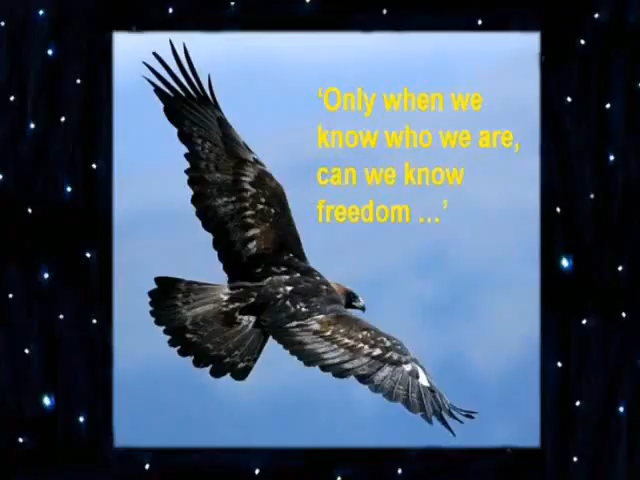 ‘Only when we
know who we are,
can we know
freedom ...’